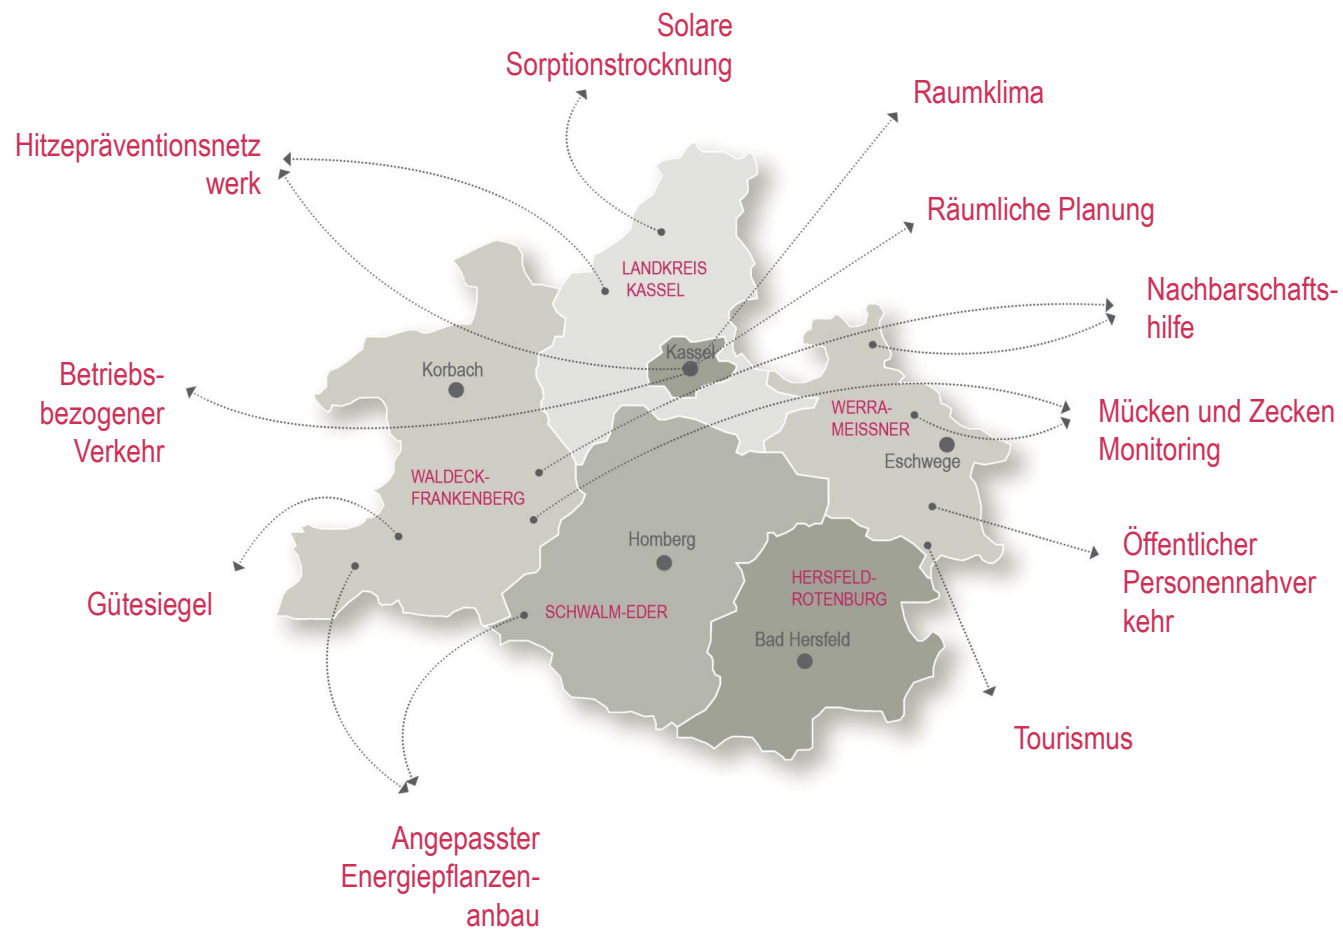 Solare
Sorptionstrocknung
Raumklima
Hitzepräventionsnetz
werk
Räumliche Planung
LANDKREIS
KASSEL
Nachbarschafts-
hilfe
Kassel
Korbach
Betriebs-
bezogener
Verkehr
WERRA-
MEISSNER
Eschwege
Mücken und Zecken
Monitoring
WALDECK-
FRANKENBERG
Homberg
Öffentlicher
Personennahver
kehr
HERSFELD-
ROTENBURG
Gütesiegel
SCHWALM-EDER
Bad Hersfeld
Tourismus
Angepasster
Energiepflanzen-
anbau